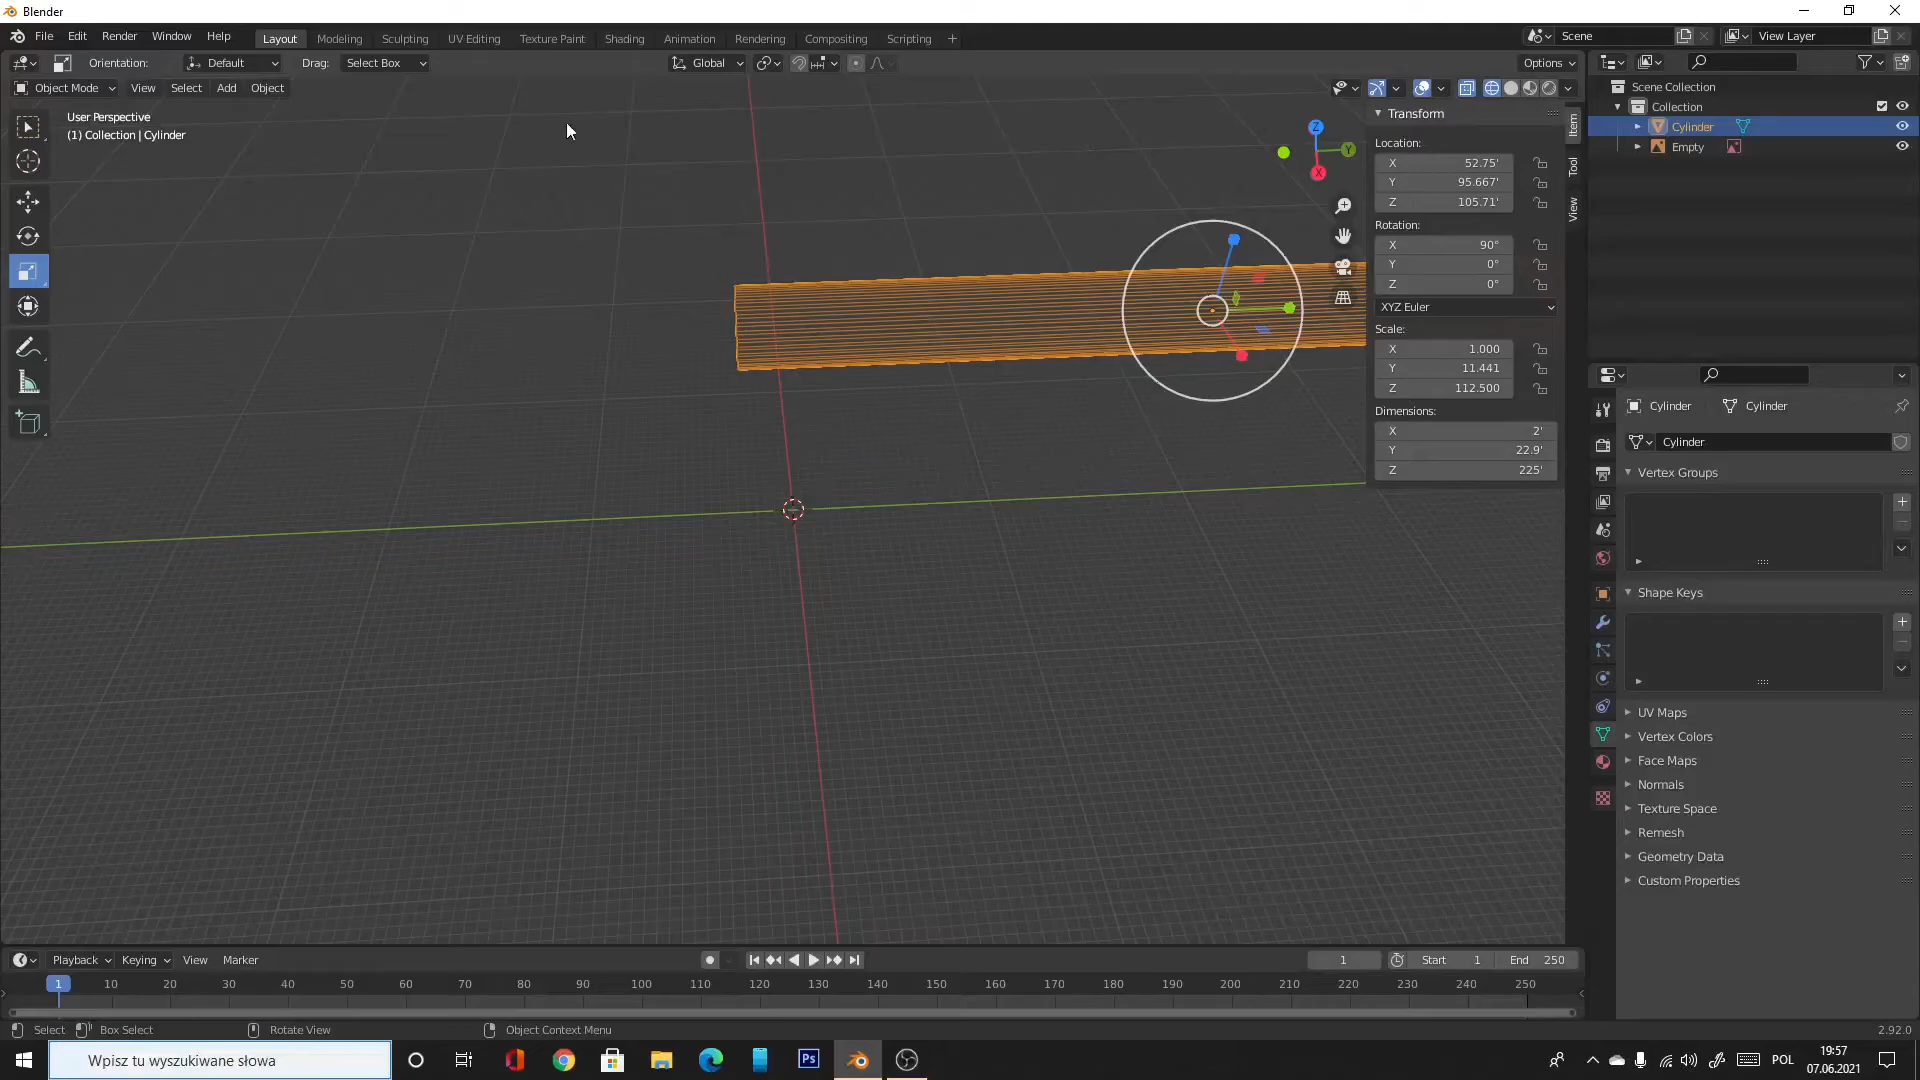 Blender
File Edit Render Window Help Layout Modeling Sculpting UV Editing Texture Paint Shading Animation Rendering Compositing Scripting + Scene View Layer
Orientation: Default Drag: Select Box Global Options
Object Mode View Select Add Object
User Perspective
(1) Collection | Cylinder
Z
Y
X
Transform
Location:
X 52.75'
Y 95.667'
Z 105.71'
Rotation:
X 90°
Y 0°
Z 0°
XYZ Euler
Scale:
X 1.000
Y 11.441
Z 112.500
Dimensions:
X 2'
Y 22.9'
Z 225'
Item
Tool
View
Scene Collection
Collection
Cylinder
Empty
Cylinder Cylinder
Cylinder
Vertex Groups
Shape Keys
UV Maps
Vertex Colors
Face Maps
Normals
Texture Space
Remesh
Geometry Data
Custom Properties
Playback Keying View Marker 1 Start 1 End 250
1 10 20 30 40 50 60 70 80 90 100 110 120 130 140 150 160 170 180 190 200 210 220 230 240 250
Select Box Select Rotate View Object Context Menu 2.92.0
Wpisz tu wyszukiwane słowa Ps POL 19:57
07.06.2021